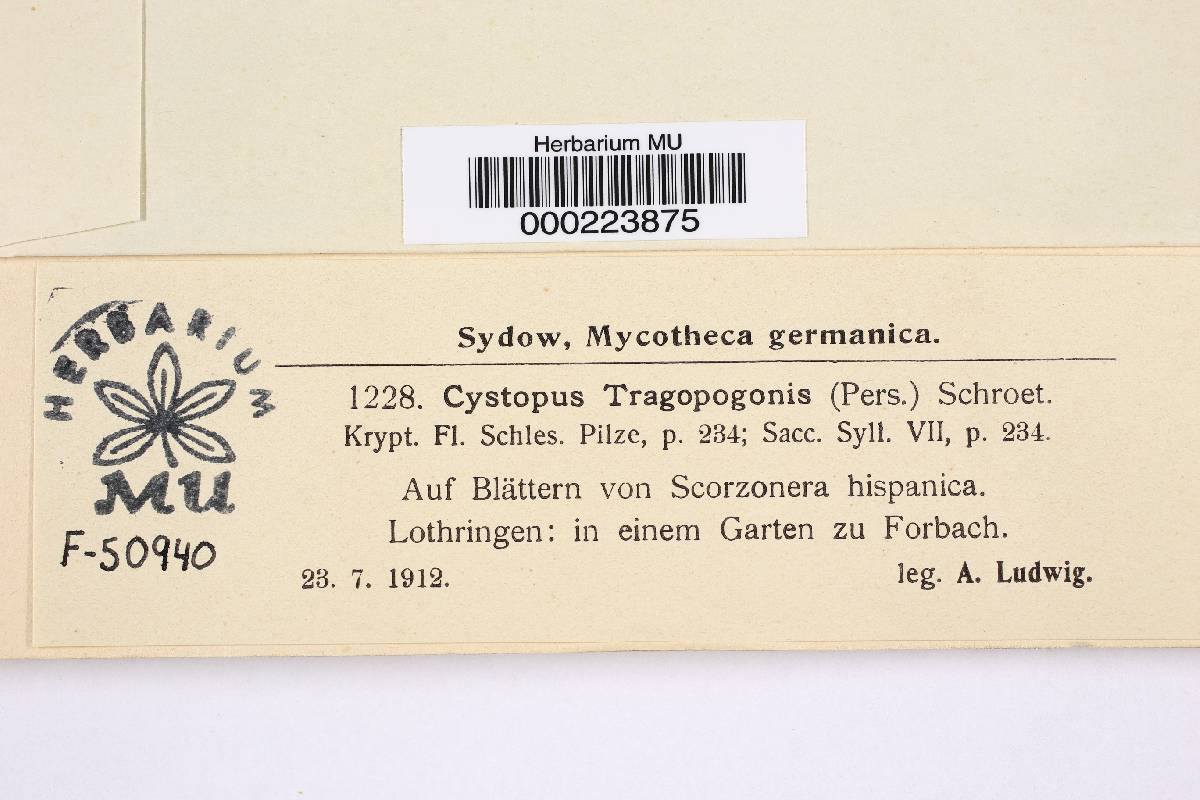 Herbarium MU
000223875
HERBARIUM
MU
F-50940
Sydow, Mycotheca germanica.
1228. Cystopus Tragopogonis (Pers.) Schroet.
Krypt. Fl. Schles. Pilze, p. 234; Sacc. Syll. VII, p. 234.
Auf Blättern von Scorzonera hispanica.
Lothringen: in einem Garten zu Forbach.
23. 7. 1912. leg. A. Ludwig.